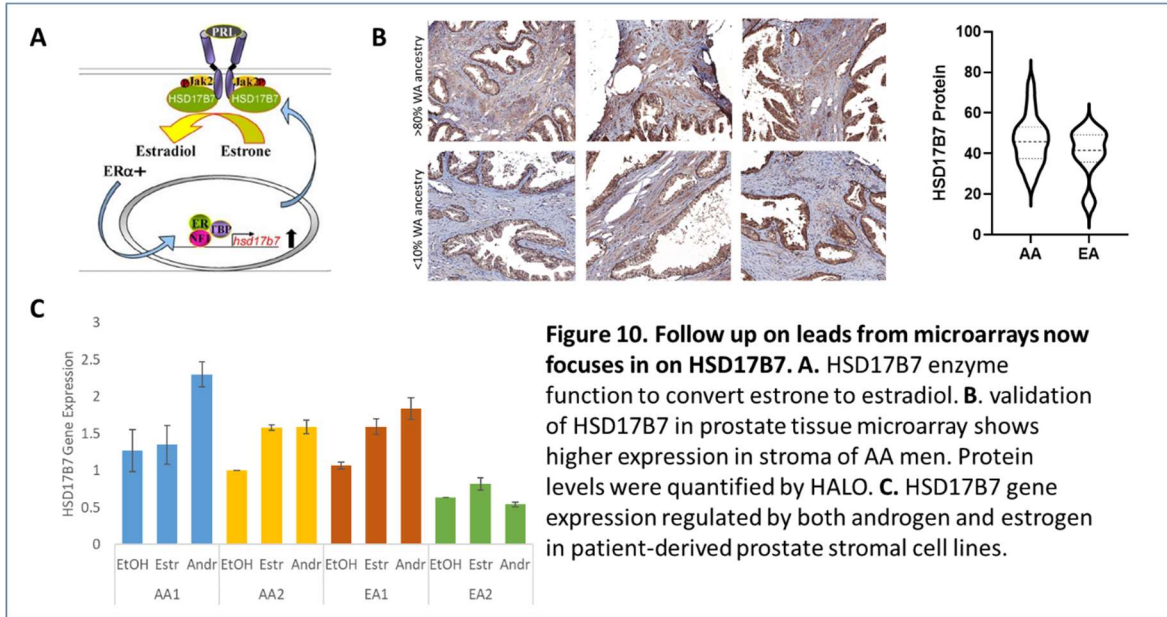 A
PRL
Jak2
Jak2
HSD17B7
HSD17B7
Estradiol
Estrone
ERα+
ER
NF1
TBP
hsd17b7
B
>80% WA ancestry
<10% WA ancestry
HSD17B7 Protein
100
80
60
40
20
0
AA
EA
C
HSD17B7 Gene Expression
3
2.5
2
1.5
1
0.5
0
EtOH Estr Andr EtOH Estr Andr EtOH Estr Andr EtOH Estr Andr
AA1 AA2 EA1 EA2
Figure 10. Follow up on leads from microarrays now
focuses in on HSD17B7. A. HSD17B7 enzyme
function to convert estrone to estradiol. B. validation
of HSD17B7 in prostate tissue microarray shows
higher expression in stroma of AA men. Protein
levels were quantified by HALO. C. HSD17B7 gene
expression regulated by both androgen and estrogen
in patient-derived prostate stromal cell lines.